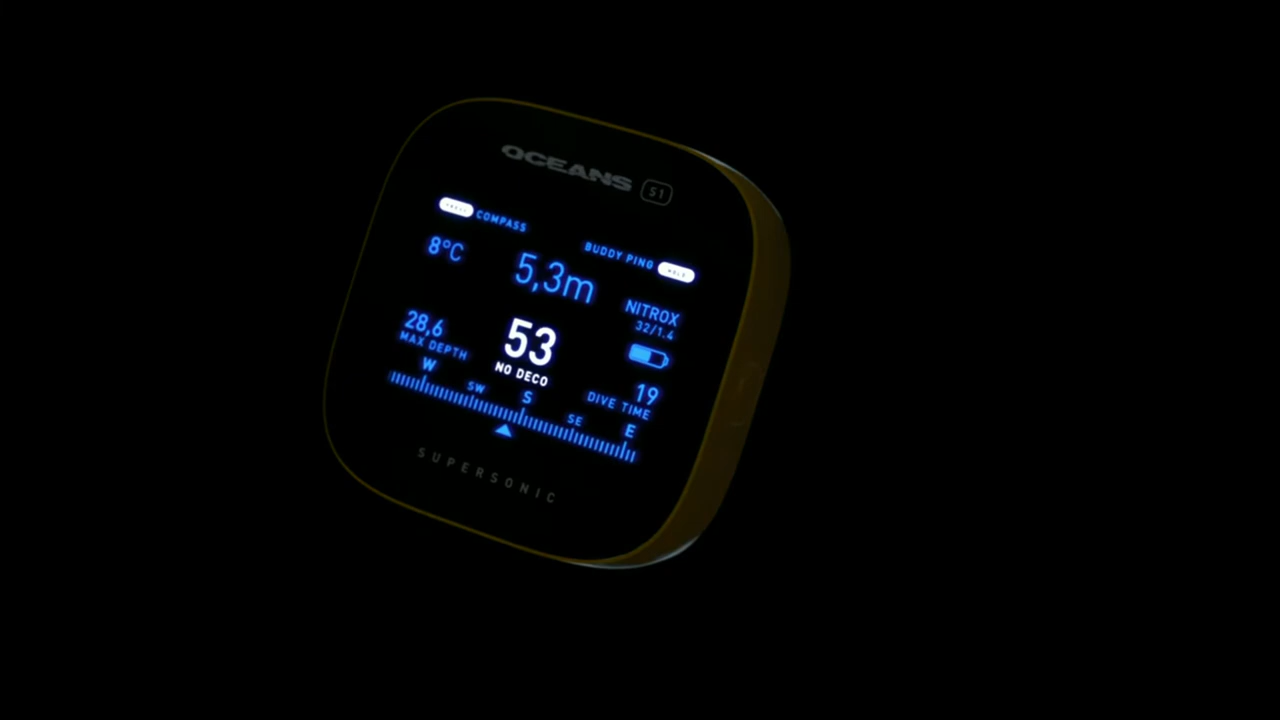 OCEANS S1
COMPASS
BUDDY PING
8°C
5,3m
NITROX
32/1.4
28,6
MAX DEPTH
53
NO DECO
19
DIVE TIME
W SW S SE E
SUPERSONIC